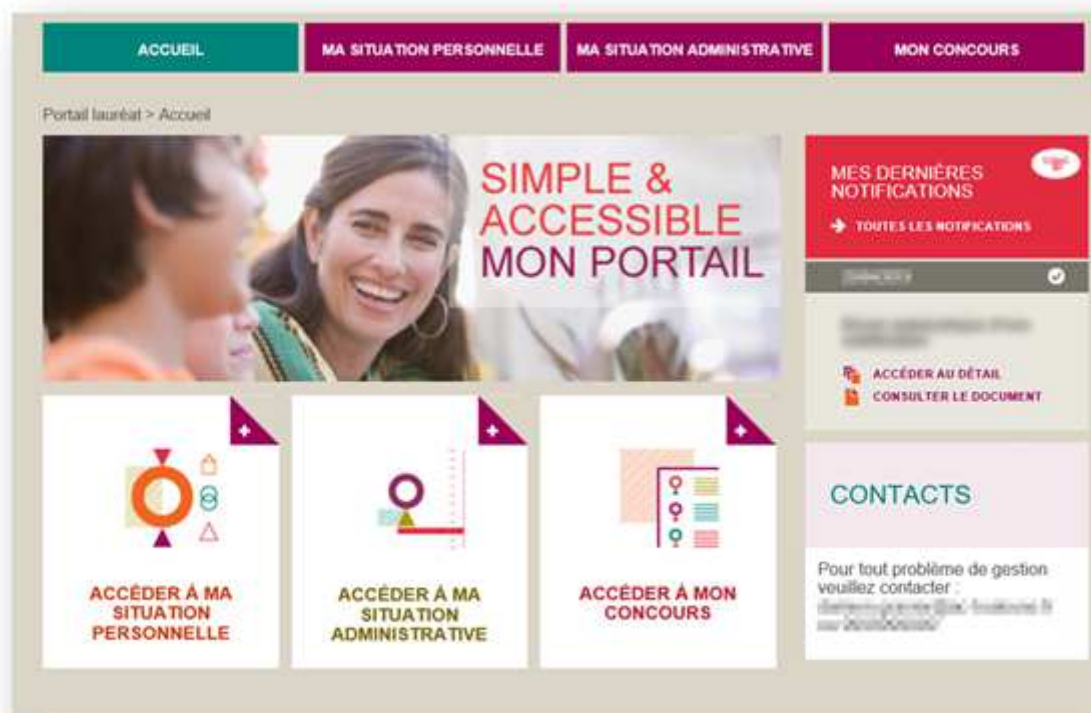 ACCUEIL
MA SITUATION PERSONNELLE
MA SITUATION ADMINISTRATIVE
MON CONCOURS
Portail lauréat > Accueil
SIMPLE &
ACCESSIBLE
MON PORTAIL
MES DERNIÈRES
NOTIFICATIONS
TOUTES LES NOTIFICATIONS
ACCÉDER AU DÉTAIL
CONSULTER LE DOCUMENT
ACCÉDER À MA
SITUATION
PERSONNELLE
ACCÉDER À MA
SITUATION
ADMINISTRATIVE
ACCÉDER À MON
CONCOURS
CONTACTS
Pour tout problème de gestion
veuillez contacter :